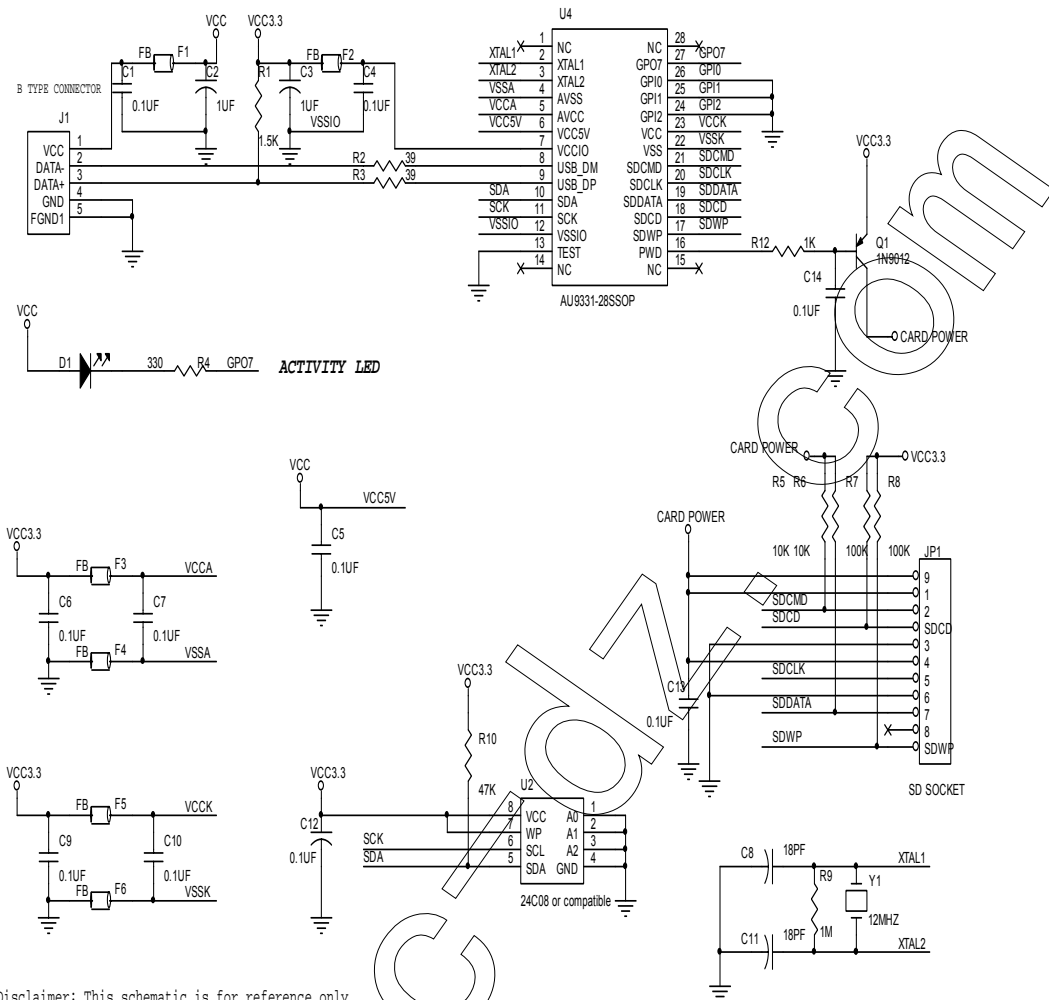 U4
VCC VCC3.3
FB F1 FB F2
C1 C2 R1 C3 C4
0.1UF 1UF 1UF 0.1UF
1.5K VSSIO
B TYPE CONNECTOR
J1
VCC 1
DATA- 2
DATA+ 3
GND 4
FGND1 5
R2 39
R3 39
1 NC
XTAL1 2 XTAL1
XTAL2 3 XTAL2
VSSA 4 AVSS
VCCA 5 AVCC
VCC5V 6 VCC5V
7 VCCIO
8 USB_DM
9 USB_DP
SDA 10 SDA
SCK 11 SCK
VSSIO 12 VSSIO
13 TEST
14 NC
NC 28
GPO7 27 GPO7
GPI0 26 GPI0
GPI1 25 GPI1
GPI2 24 GPI2
VCC 23 VCCK
VSS 22 VSSK
SDCMD 21 SDCMD
SDCLK 20 SDCLK
SDDATA 19 SDDATA
SDCD 18 SDCD
SDWP 17 SDWP
PWD 16
NC 15
AU9331-28SSOP
VCC3.3
R12 1K
Q1
1N9012
C14
0.1UF
CARD POWER
VCC
D1 330 R4 GPO7 ACTIVITY LED
VCC
VCC5V
C5
0.1UF
VCC3.3
FB F3 VCCA
C6 C7
0.1UF 0.1UF
FB F4 VSSA
CARD POWER VCC3.3
R5 R6 R7 R8
10K 10K 100K 100K
CARD POWER
JP1
9
1
SDCMD 2
SDCD SDCD
3
4
SDCLK 5
6
SDDATA 7
8
SDWP SDWP
C13
0.1UF
SD SOCKET
VCC3.3
FB F5 VCCK
C9 C10
0.1UF 0.1UF
FB F6 VSSK
VCC3.3
R10
47K
VCC3.3
C12
0.1UF
SCK
SDA
U2
8 VCC A0 1
7 WP A1 2
6 SCL A2 3
5 SDA GND 4
24C08 or compatible
C8 18PF XTAL1
R9 Y1
1M 12MHZ
C11 18PF XTAL2
Disclaimer: This schematic is for reference only.
c-dz.com